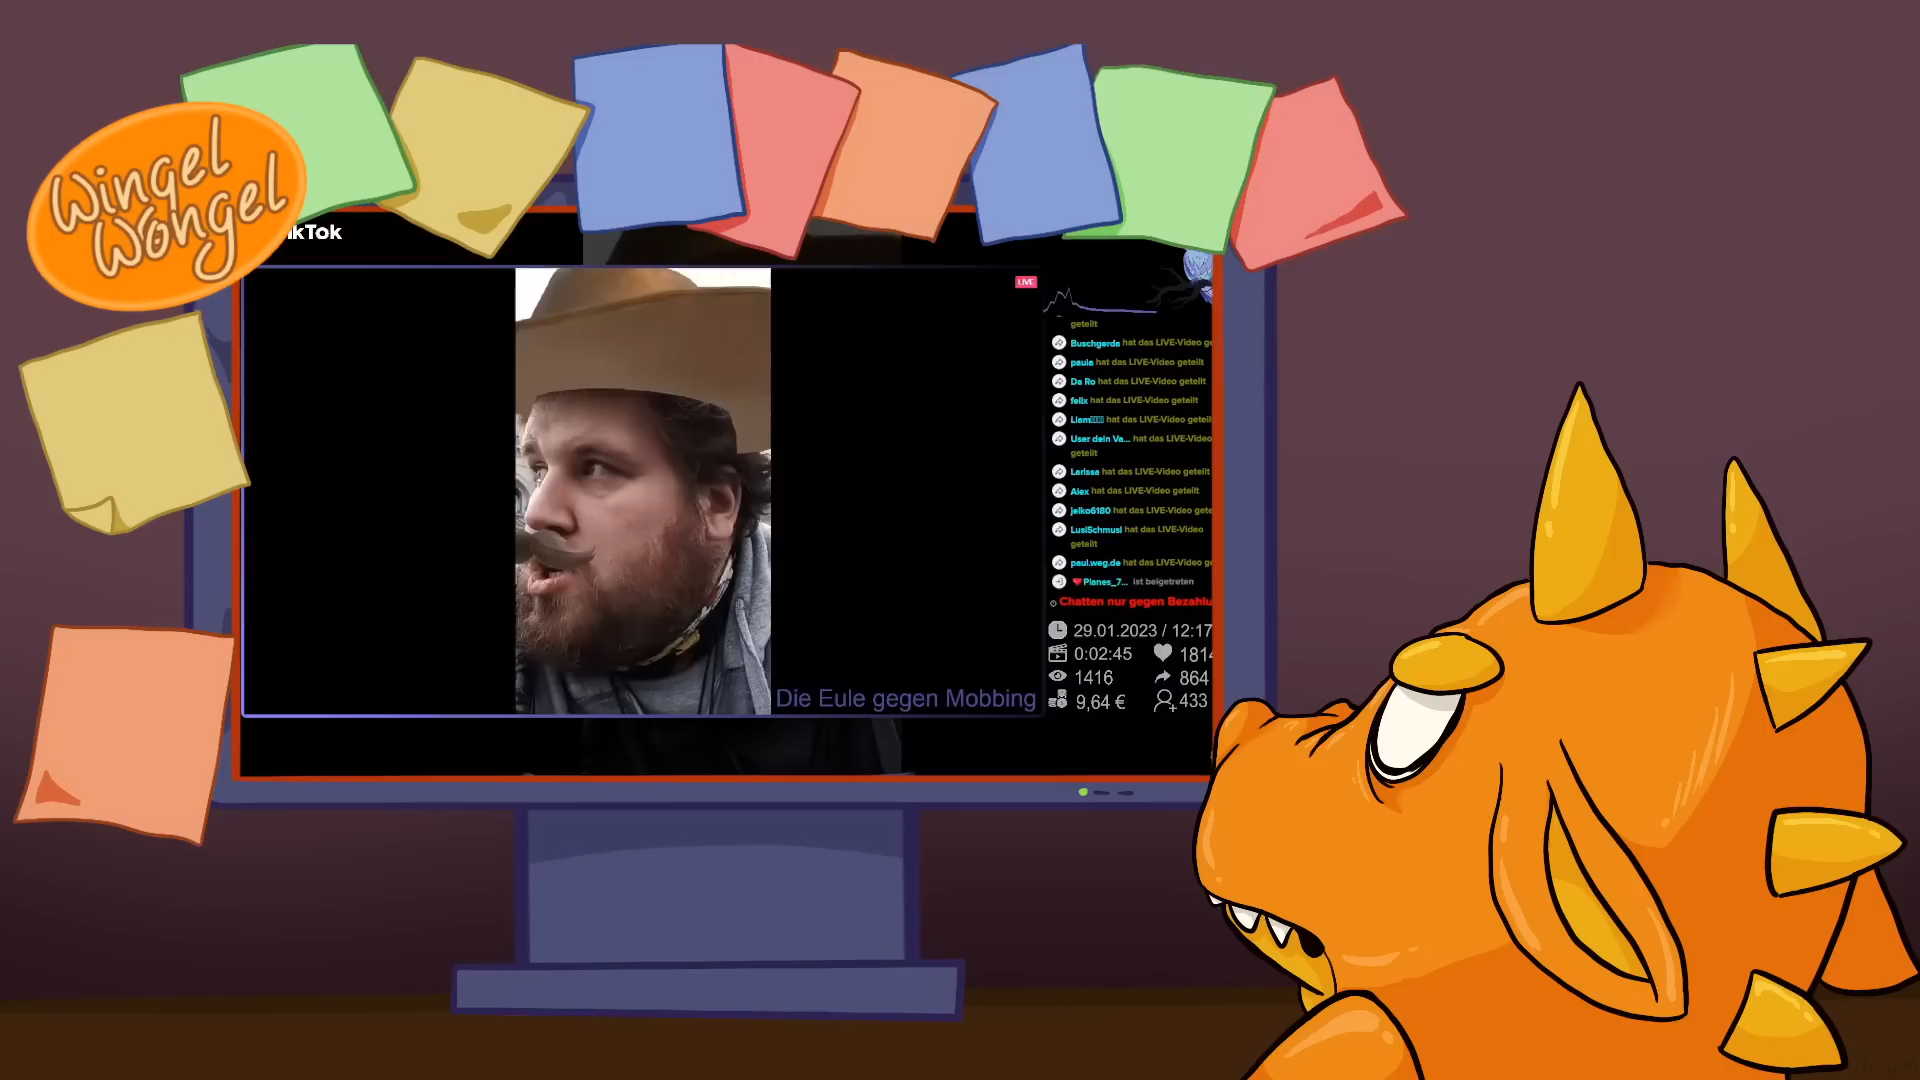 Wingel
Wongel
kTok
LIVE
geteilt
Buschgerda hat das LIVE-Video ge
paula hat das LIVE-Video geteilt
Da Ro hat das LIVE-Video geteilt
felix hat das LIVE-Video geteilt
Liam hat das LIVE-Video geteil
User dein Va... hat das LIVE-Video
geteilt
Larissa hat das LIVE-Video geteilt
Alex hat das LIVE-Video geteilt
jelko6180 hat das LIVE-Video gete
LusiSchmusi hat das LIVE-Video
geteilt
paul.weg.de hat das LIVE-Video ge
Planes_7... ist beigetreten
Chatten nur gegen Bezahlu
29.01.2023 / 12:17
0:02:45 1814
1416 864
9,64 € 433
Die Eule gegen Mobbing